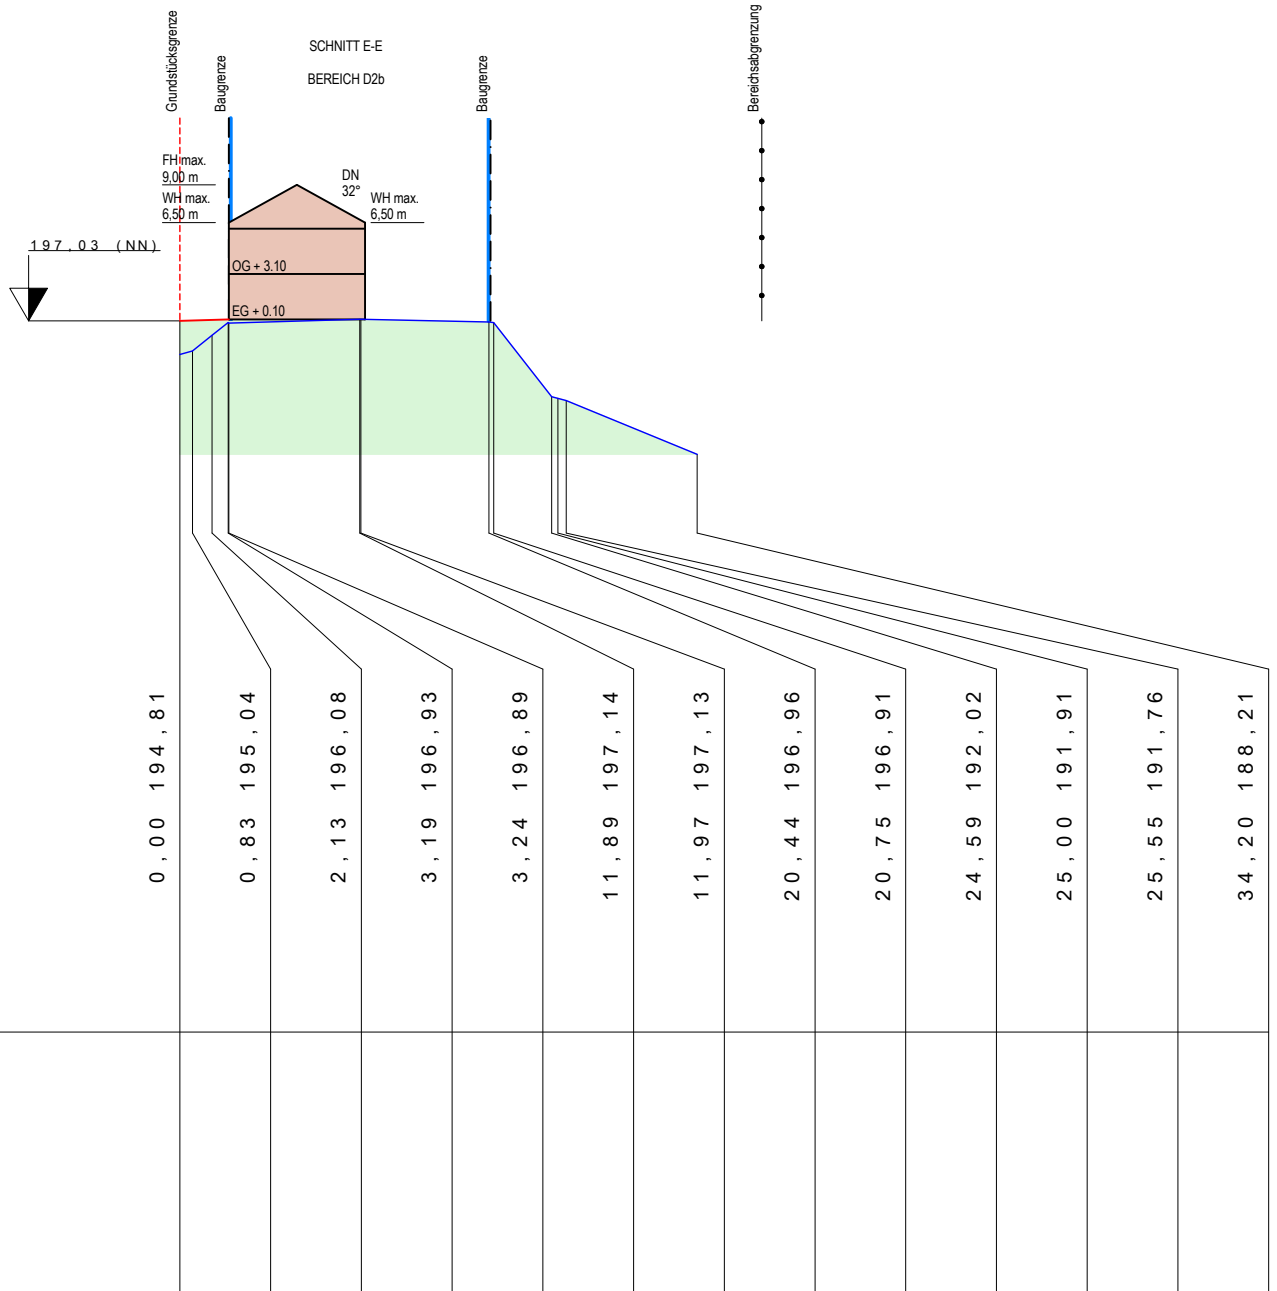 SCHNITT E-E
BEREICH D2b
Grundstücksgrenze
Baugrenze
Baugrenze
Bereichsabgrenzung
FH max.
9,00 m
WH max.
6,50 m
DN
32°
WH max.
6,50 m
197,03 (NN)
OG + 3.10
EG + 0.10
0,00 194,81
0,83 195,04
2,13 196,08
3,19 196,93
3,24 196,89
11,89 197,14
11,97 197,13
20,44 196,96
20,75 196,91
24,59 192,02
25,00 191,91
25,55 191,76
34,20 188,21